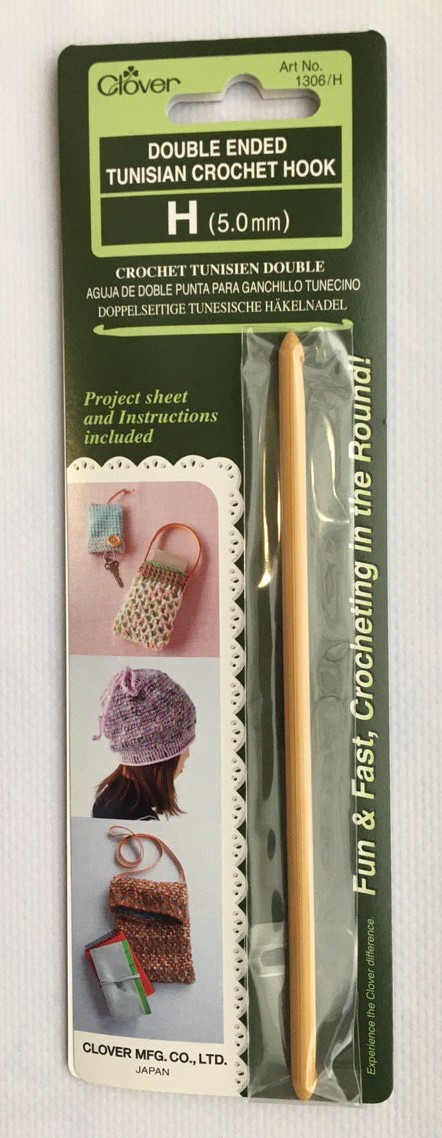 Clover
Art No.
1306/H
DOUBLE ENDED
TUNISIAN CROCHET HOOK
H (5.0mm)
CROCHET TUNISIEN DOUBLE
AGUJA DE DOBLE PUNTA PARA GANCHILLO TUNECINO
DOPPELSEITIGE TUNESISCHE HÄKELNADEL
Project sheet
and Instructions
included
Fun & Fast, Crocheting in the Round!
Experience the Clover difference.
CLOVER MFG. CO., LTD.
JAPAN